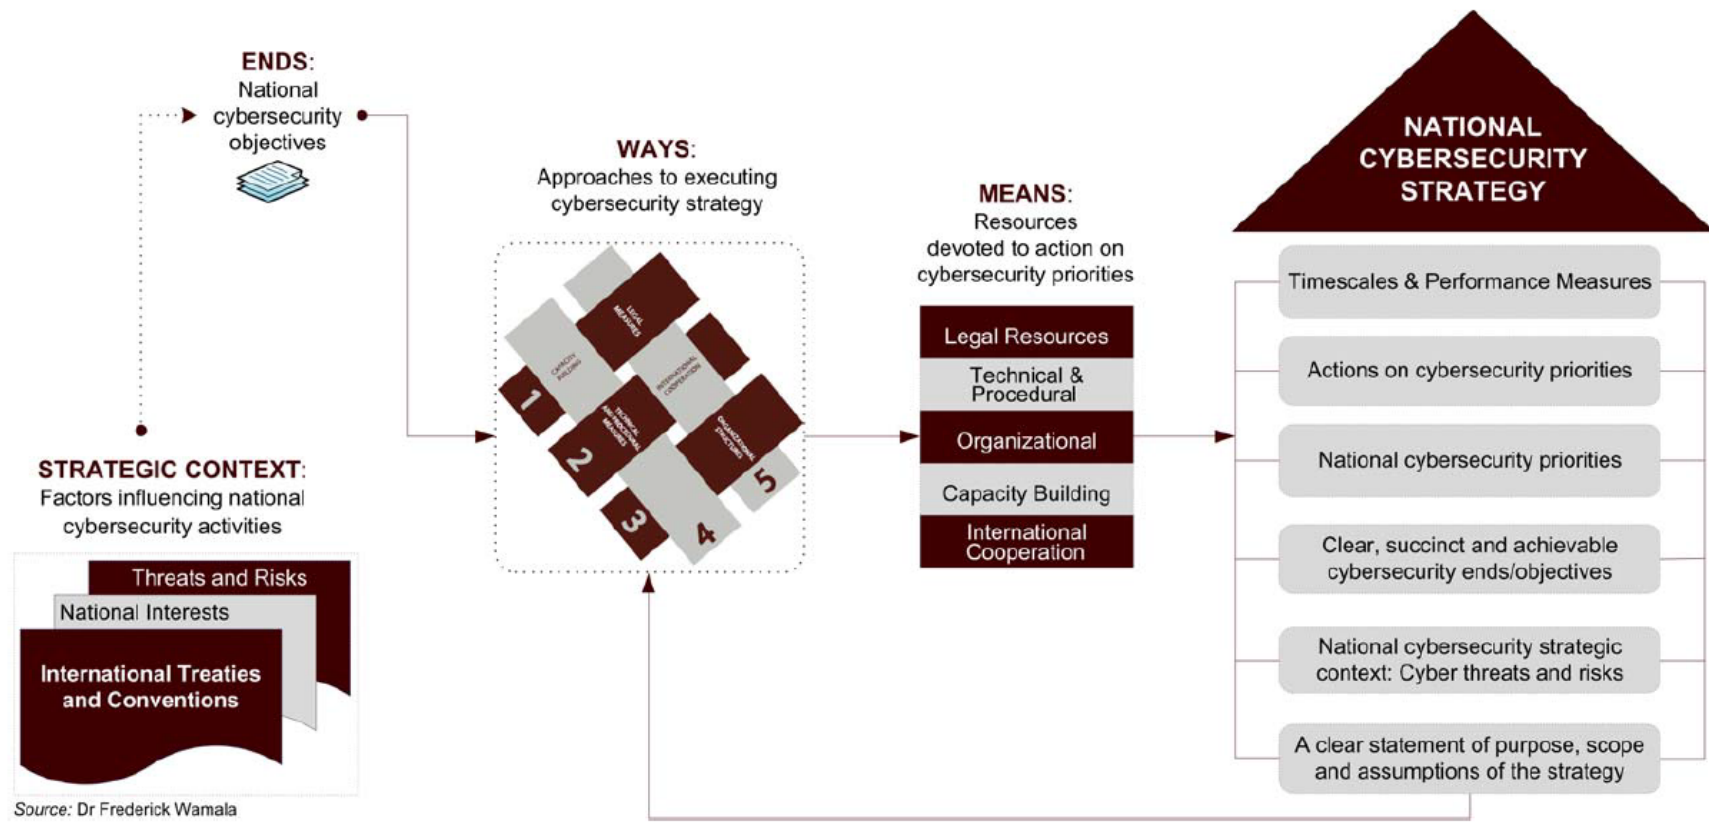 ENDS:
National
cybersecurity
objectives
STRATEGIC CONTEXT:
Factors influencing national
cybersecurity activities
Threats and Risks
National Interests
International Treaties
and Conventions
Source: Dr Frederick Wamala
WAYS:
Approaches to executing
cybersecurity strategy
LEGAL
MEASURES
CAPACITY
BUILDING
INTERNATIONAL
COOPERATION
TECHNICAL
AND PROCEDURAL
MEASURES
ORGANIZATIONAL
STRUCTURES
1
2
3
4
5
MEANS:
Resources
devoted to action on
cybersecurity priorities
Legal Resources
Technical &
Procedural
Organizational
Capacity Building
International
Cooperation
NATIONAL
CYBERSECURITY
STRATEGY
Timescales & Performance Measures
Actions on cybersecurity priorities
National cybersecurity priorities
Clear, succinct and achievable
cybersecurity ends/objectives
National cybersecurity strategic
context: Cyber threats and risks
A clear statement of purpose, scope
and assumptions of the strategy